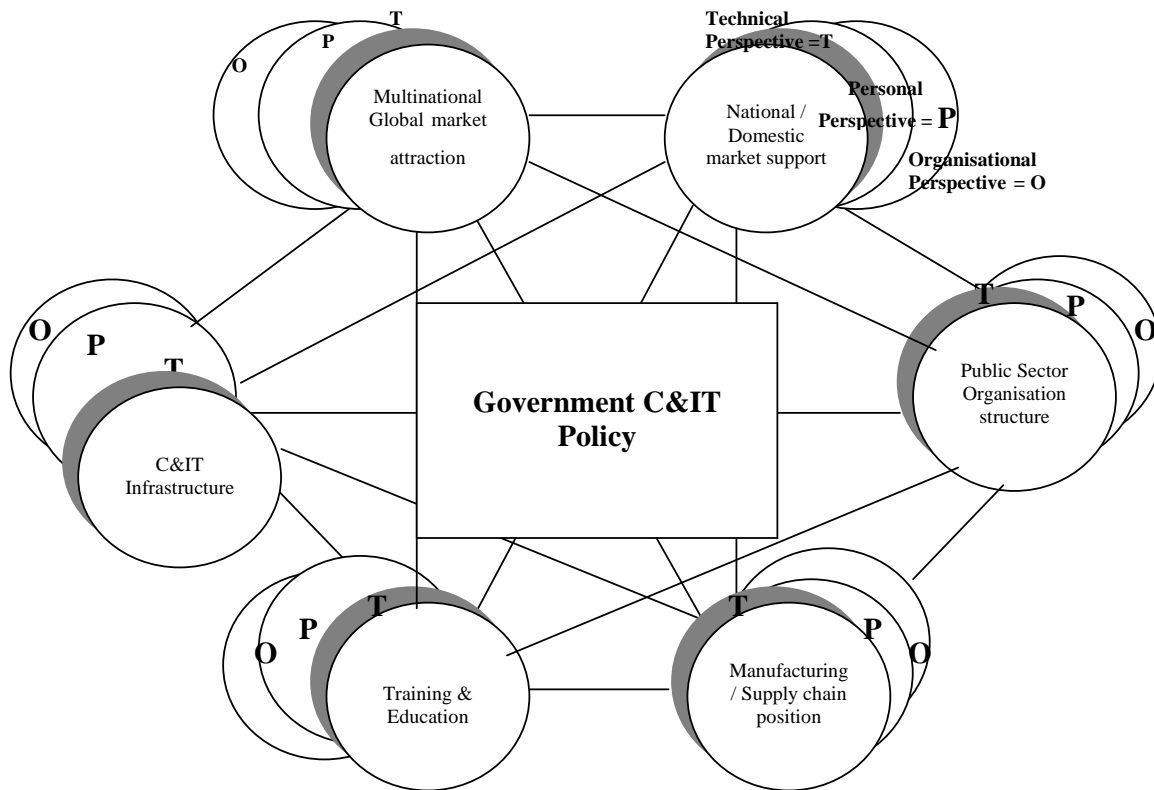 T
P
O
Multinational
Global market
attraction
Technical
Perspective =T
Personal
Perspective = P
Organisational
Perspective = O
National /
Domestic
market support
O
P
T
C&IT
Infrastructure
Government C&IT
Policy
T
P
O
Public Sector
Organisation
structure
T
P
O
Training &
Education
T
P
O
Manufacturing
/ Supply chain
position